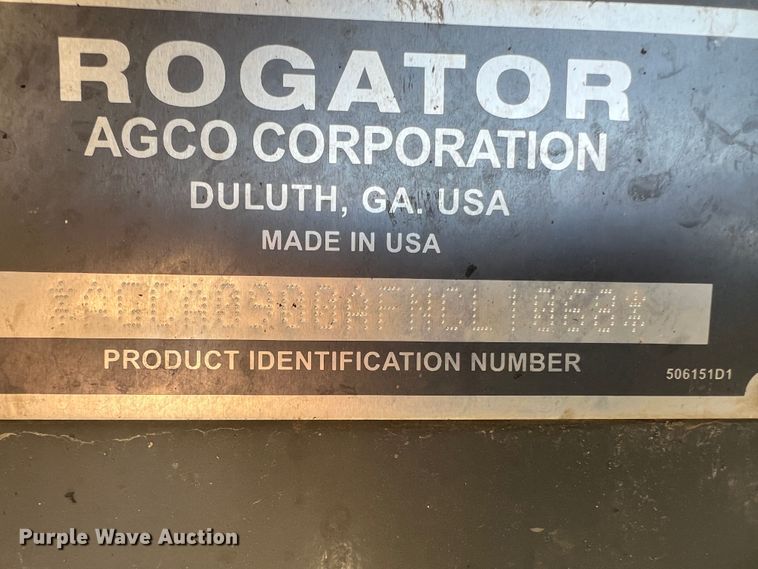 ROGATOR
AGCO CORPORATION
DULUTH, GA. USA
MADE IN USA
PRODUCT IDENTIFICATION NUMBER
506151D1
Purple Wave Auction